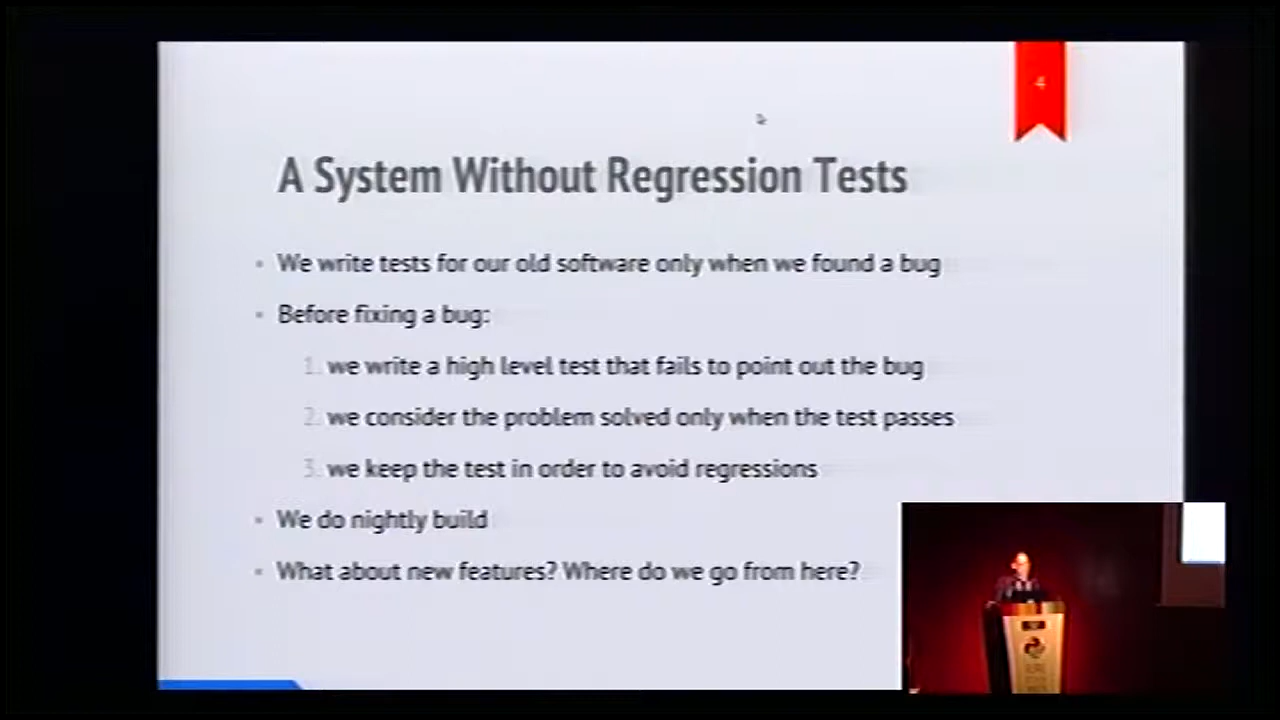 4
A System Without Regression Tests
We write tests for our old software only when we found a bug
Before fixing a bug:
1. we write a high level test that fails to point out the bug
2. we consider the problem solved only when the test passes
3. we keep the test in order to avoid regressions
We do nightly build
What about new features? Where do we go from here?